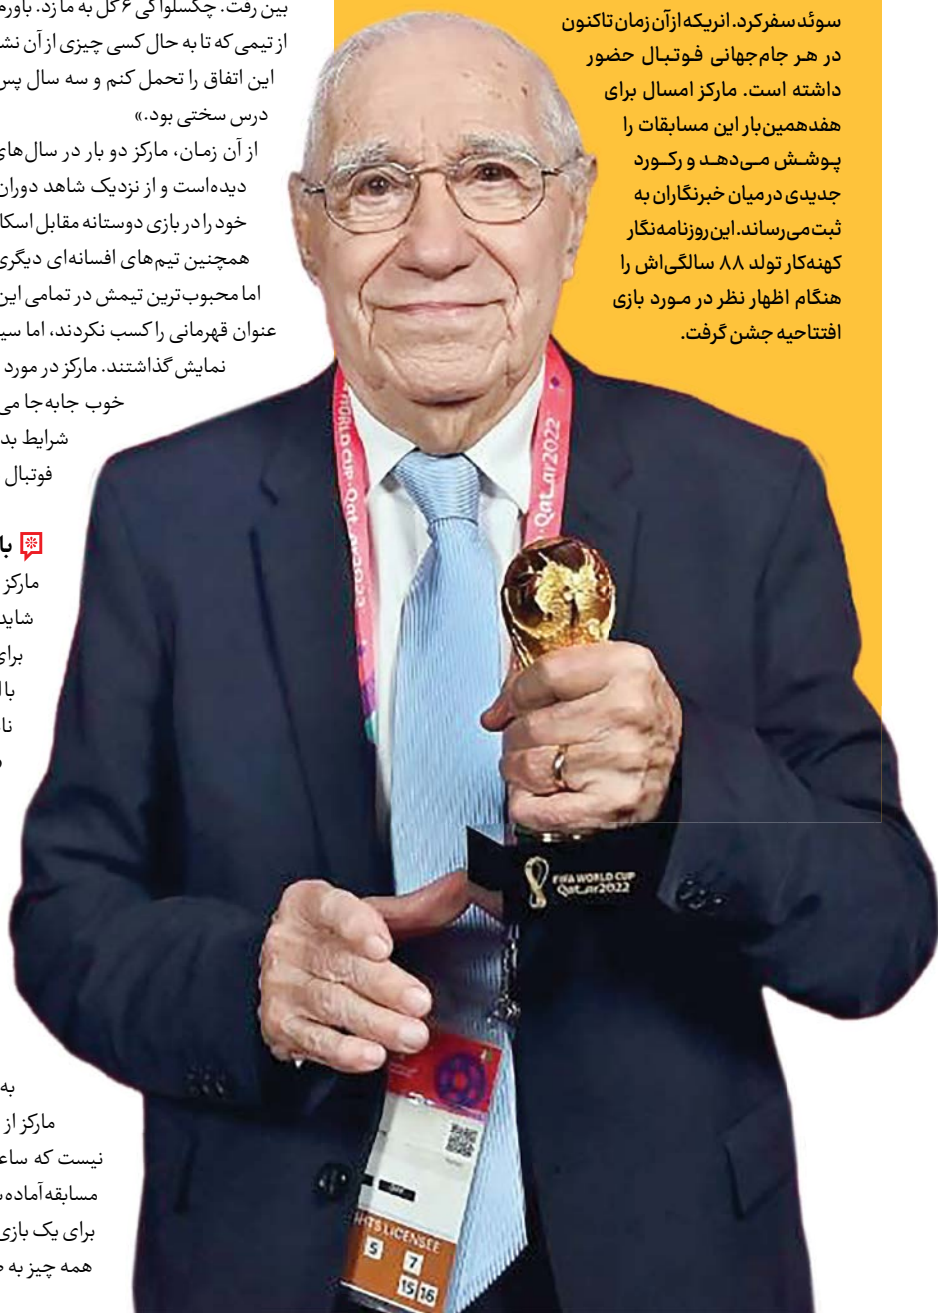 سوئد سفر کرد. انریکه از آن زمان تاکنون
در هر جام‌جهانی فوتبال حضور
داشته است. مارکز امسال برای
هفدهمین‌بار این مسابقات را
پوشش می‌دهد و رکورد
جدیدی در میان خبرنگاران به
ثبت می‌رساند. این روزنامه‌نگار
کهنه‌کار تولد ۸۸ سالگی‌اش را
هنگام اظهار نظر در مورد بازی
افتتاحیه جشن گرفت.
بین رفت. چکسلواکی ۶ گل به ما زد. باورم
از تیمی که تا به حال کسی چیزی از آن نش
این اتفاق را تحمل کنم و سه سال پس
درس سختی بود.»
از آن زمان، مارکز دو بار در سال‌های
دیده‌است و از نزدیک شاهد دوران
خود را در بازی دوستانه مقابل اسکا
همچنین تیم‌های افسانه‌ای دیگری
اما محبوب‌ترین تیمش در تمامی این
عنوان قهرمانی را کسب نکردند، اما سی
نمایش گذاشتند. مارکز در مورد
خوب جابه‌جا می
شرایط بد
فوتبال
با
مارکز
شاید
برای
با ا
نا
به
مارکز از
نیست که ساع
مسابقه آماده
برای یک بازی
همه چیز به
WORLD CUP Qatar2022
Qatar2022
FIFA WORLD CUP
Qatar2022
HTS LICENSEE
5
7
15 16